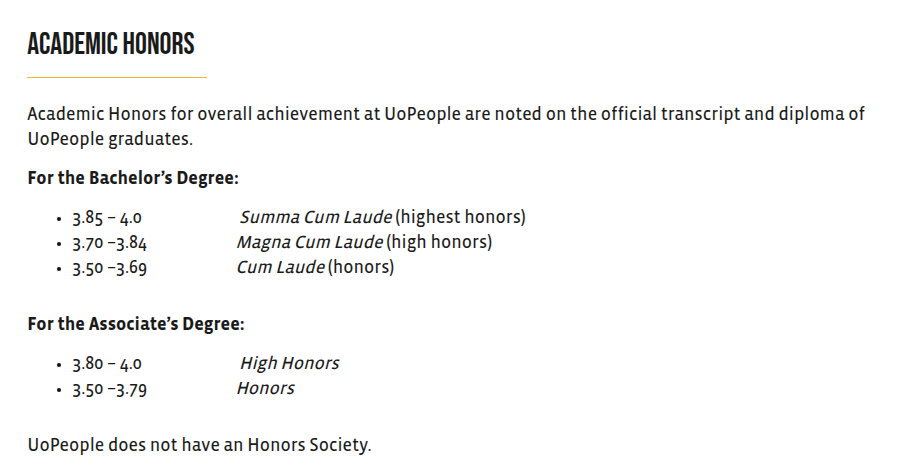 ACADEMIC HONORS
Academic Honors for overall achievement at UoPeople are noted on the official transcript and diploma of
UoPeople graduates.
For the Bachelor’s Degree:
• 3.85 – 4.0 Summa Cum Laude (highest honors)
• 3.70 –3.84 Magna Cum Laude (high honors)
• 3.50 –3.69 Cum Laude (honors)
For the Associate’s Degree:
• 3.80 – 4.0 High Honors
• 3.50 –3.79 Honors
UoPeople does not have an Honors Society.